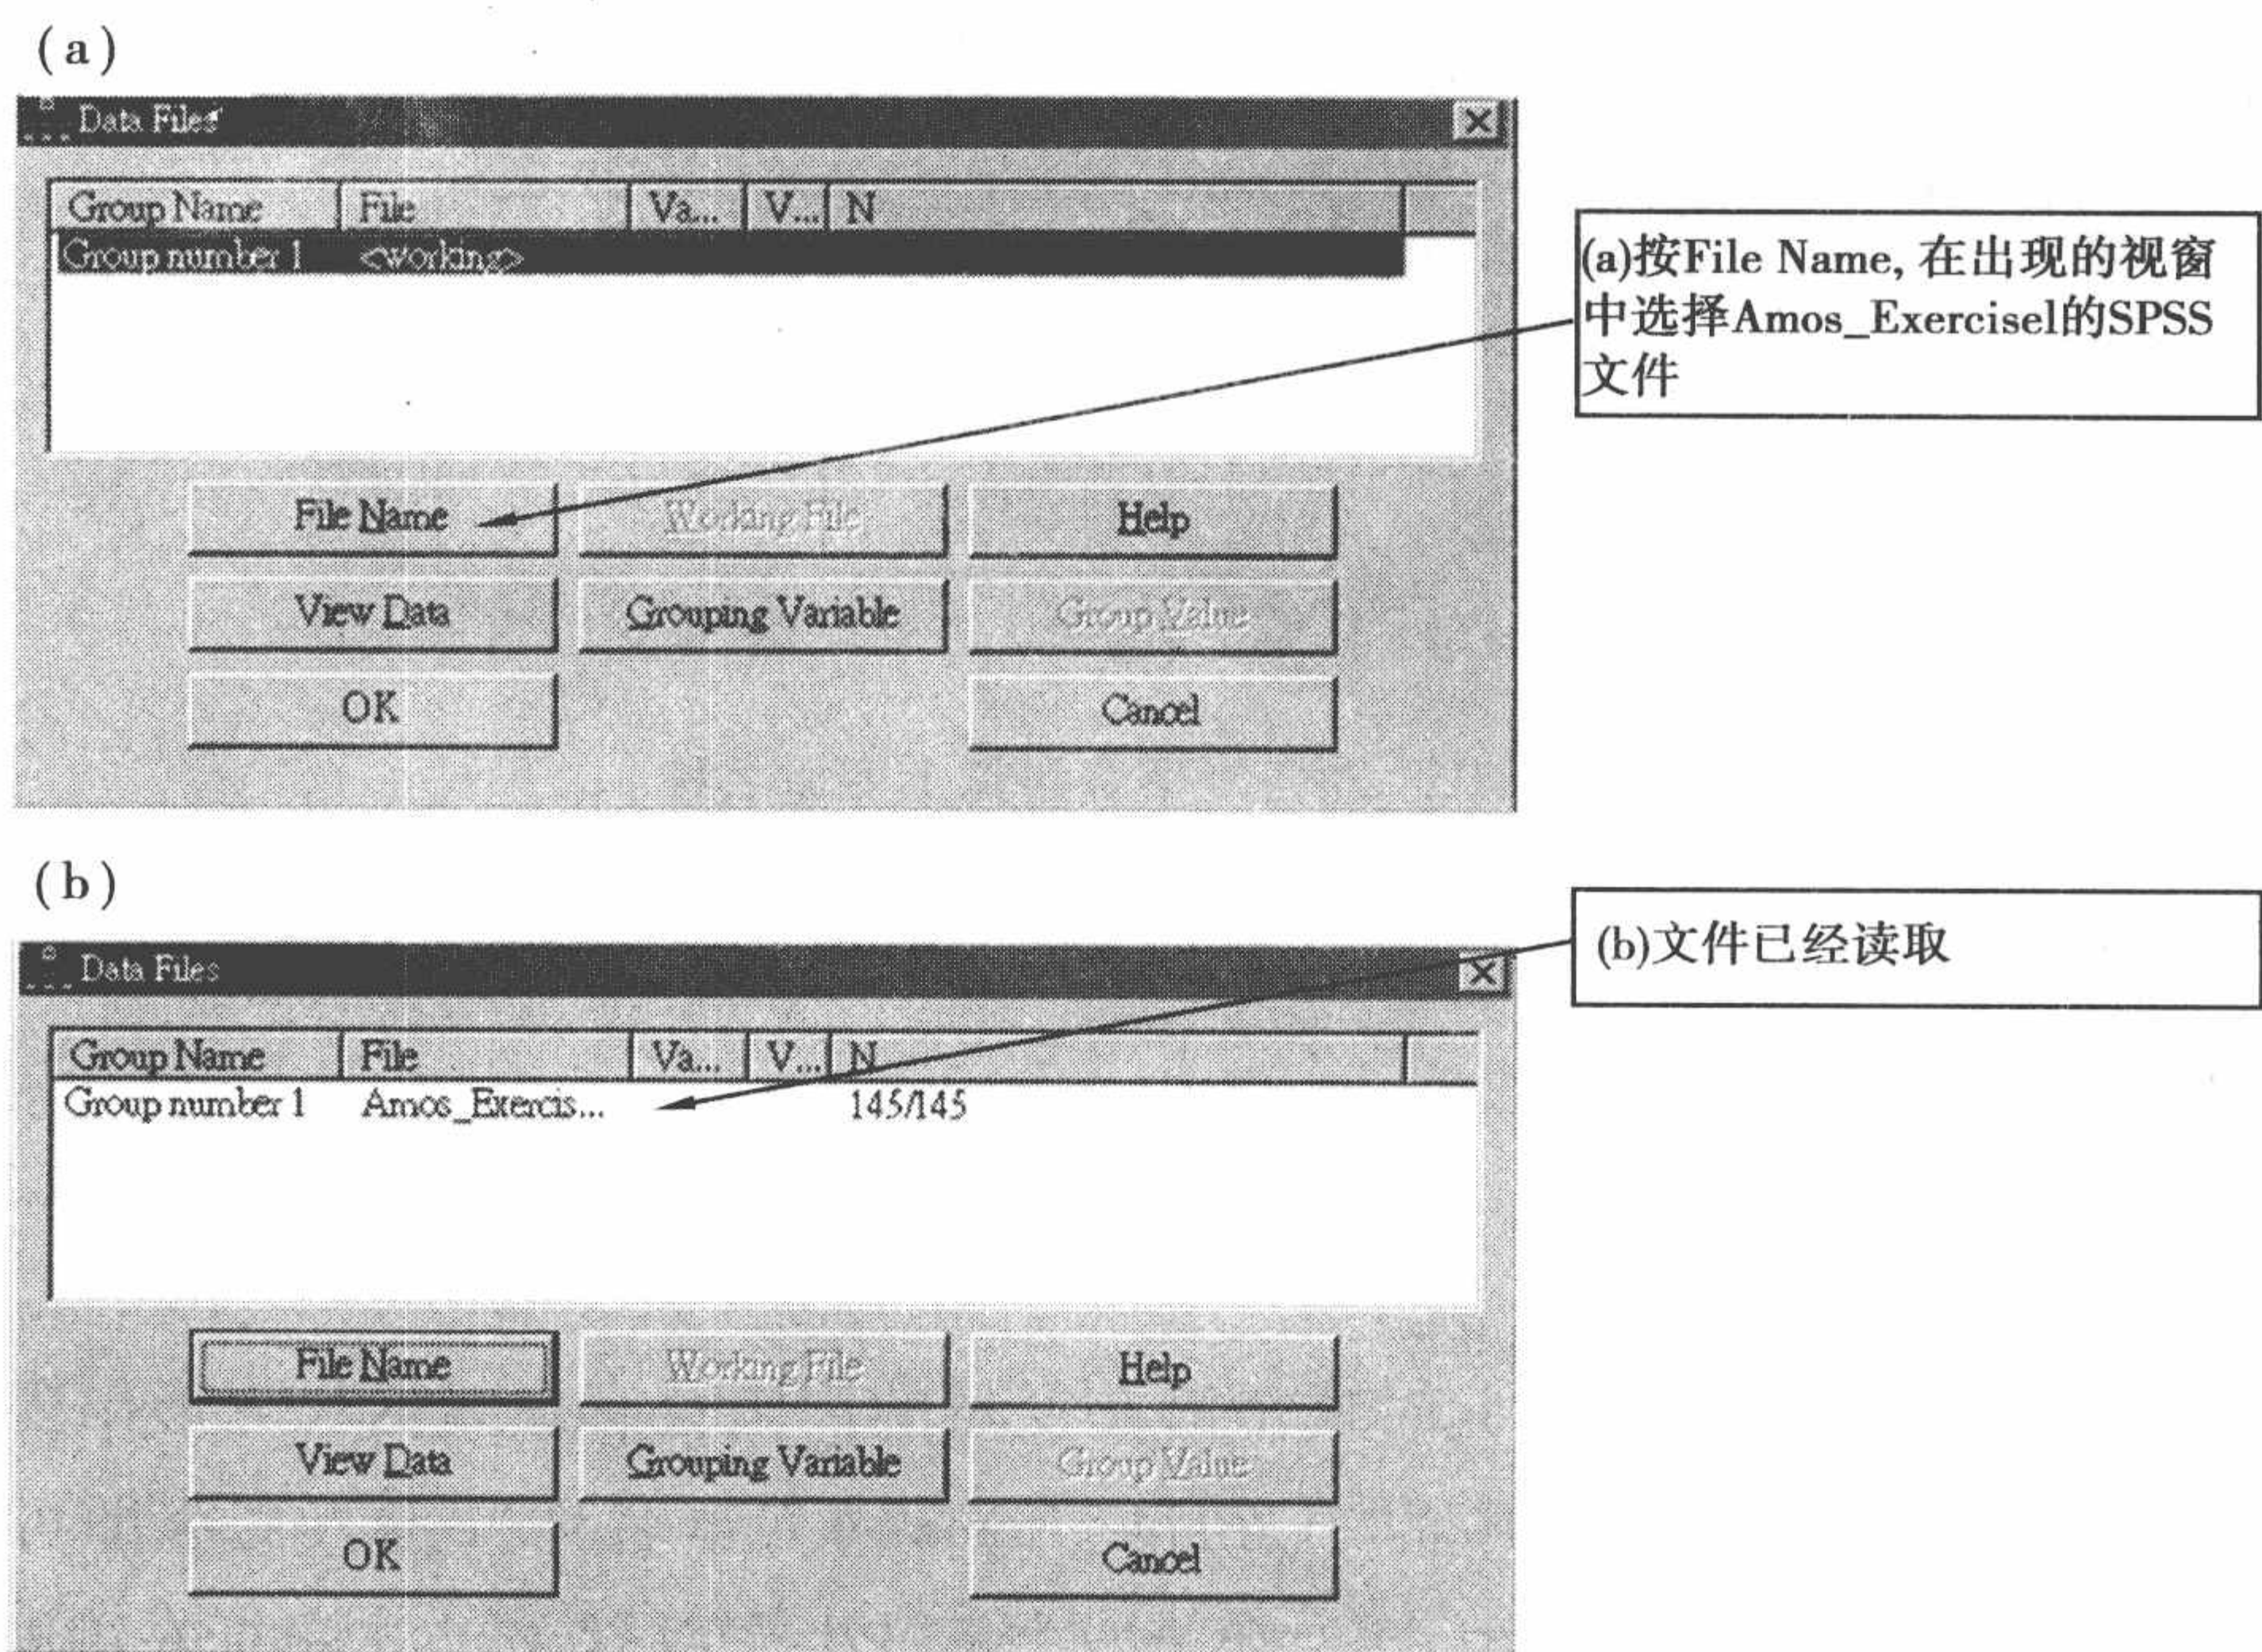 (a)
Data Files
Group Name File Va... V... N
Group number 1 <working>
(a)按File Name, 在出现的视窗
中选择Amos_Exercisel的SPSS
文件
File Name Working File Help
View Data Grouping Variable Group Value
OK Cancel
(b)
(b)文件已经读取
Data Files
Group Name File Va... V... N
Group number 1 Amos_Exercis... 145/145
File Name Working File Help
View Data Grouping Variable Group Value
OK Cancel